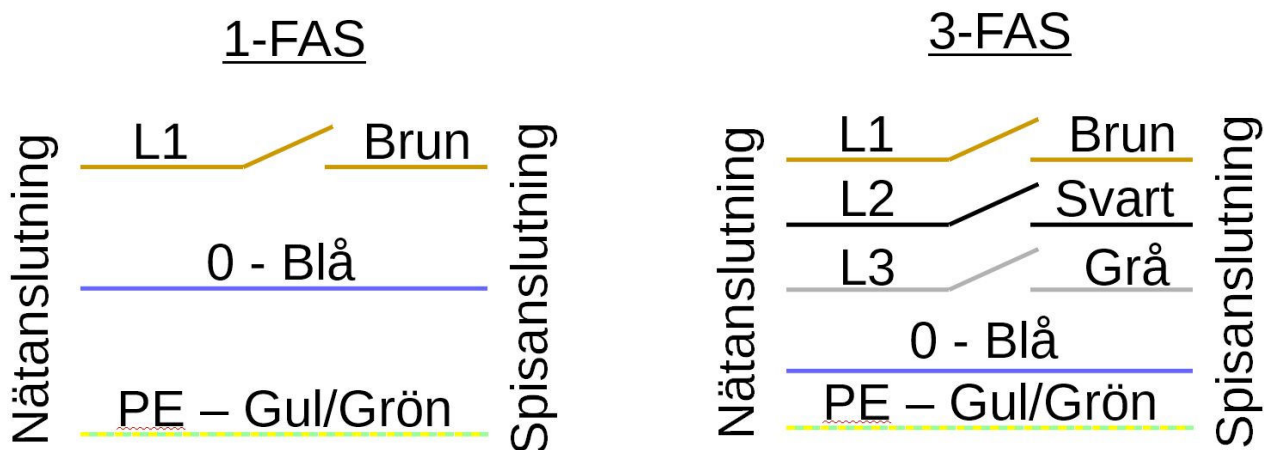 1-FAS
Nätanslutning
L1
Brun
0 - Blå
PE – Gul/Grön
Spisanslutning
3-FAS
Nätanslutning
L1
Brun
L2
Svart
L3
Grå
0 - Blå
PE – Gul/Grön
Spisanslutning